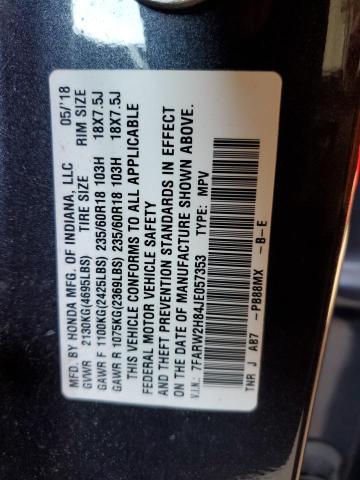 MFD. BY HONDA MFG. OF INDIANA, LLC 05/'18
GVWR 2130KG(4695LBS) TIRE SIZE RIM SIZE
GAWR F 1100KG(2425LBS) 235/60R18 103H 18X7.5J
GAWR R 1075KG(2369LBS) 235/60R18 103H 18X7.5J
THIS VEHICLE CONFORMS TO ALL APPLICABLE
FEDERAL MOTOR VEHICLE SAFETY
AND THEFT PREVENTION STANDARDS IN EFFECT
ON THE DATE OF MANUFACTURE SHOWN ABOVE.
V.I.N.: 7FARW2H84JE057353 TYPE: MPV
TNR J A87 -PB88MX -B-E